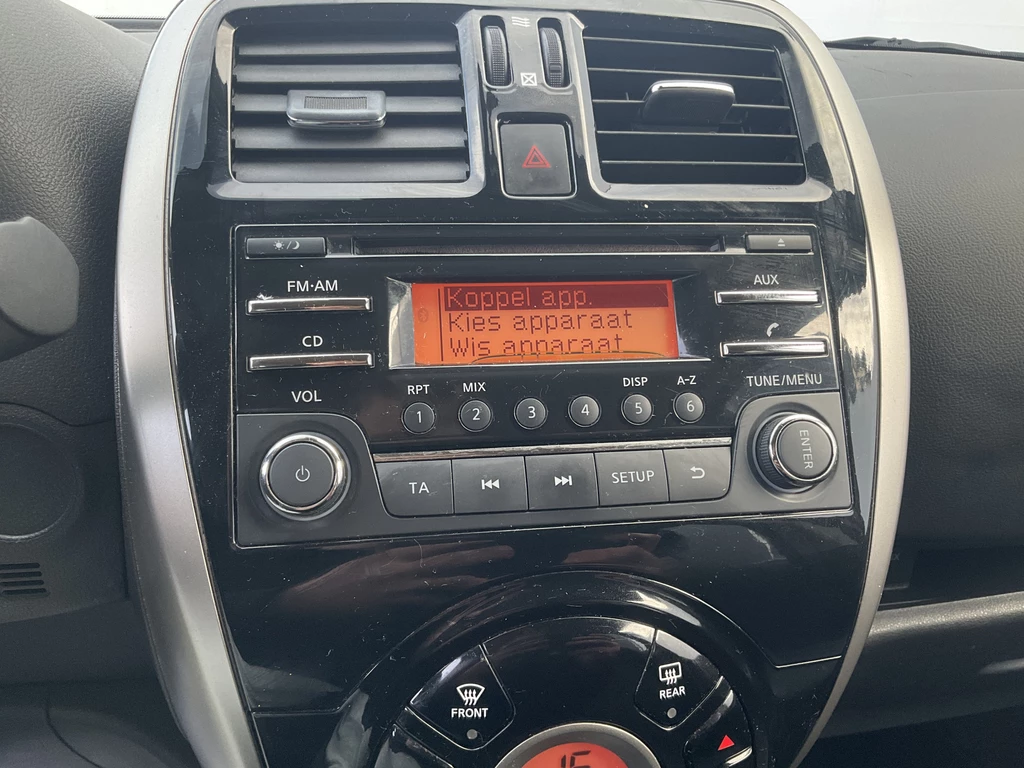 FM·AM
CD
VOL
Koppel app.
Kies apparaat
Wis apparaat
AUX
TUNE/MENU
RPT MIX DISP A-Z
1 2 3 4 5 6
TA SETUP
ENTER
FRONT
REAR
16